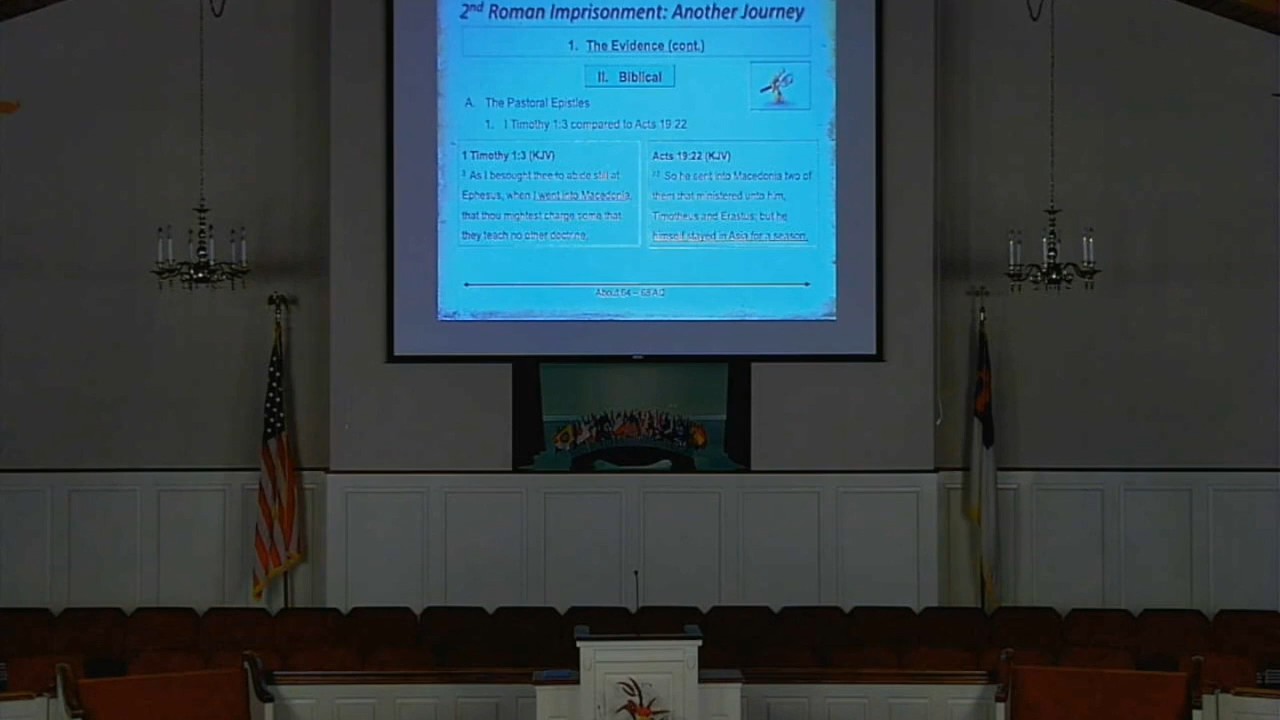 2nd Roman Imprisonment: Another Journey
1. The Evidence (cont.)
II. Biblical
A. The Pastoral Epistles
1. I Timothy 1:3 compared to Acts 19:22
1 Timothy 1:3 (KJV)
3 As I besought thee to abide still at
Ephesus, when I went into Macedonia,
that thou mightest charge some that
they teach no other doctrine,
Acts 19:22 (KJV)
22 So he sent into Macedonia two of
them that ministered unto him,
Timotheus and Erastus; but he
himself stayed in Asia for a season.
About 64 – 68 AD